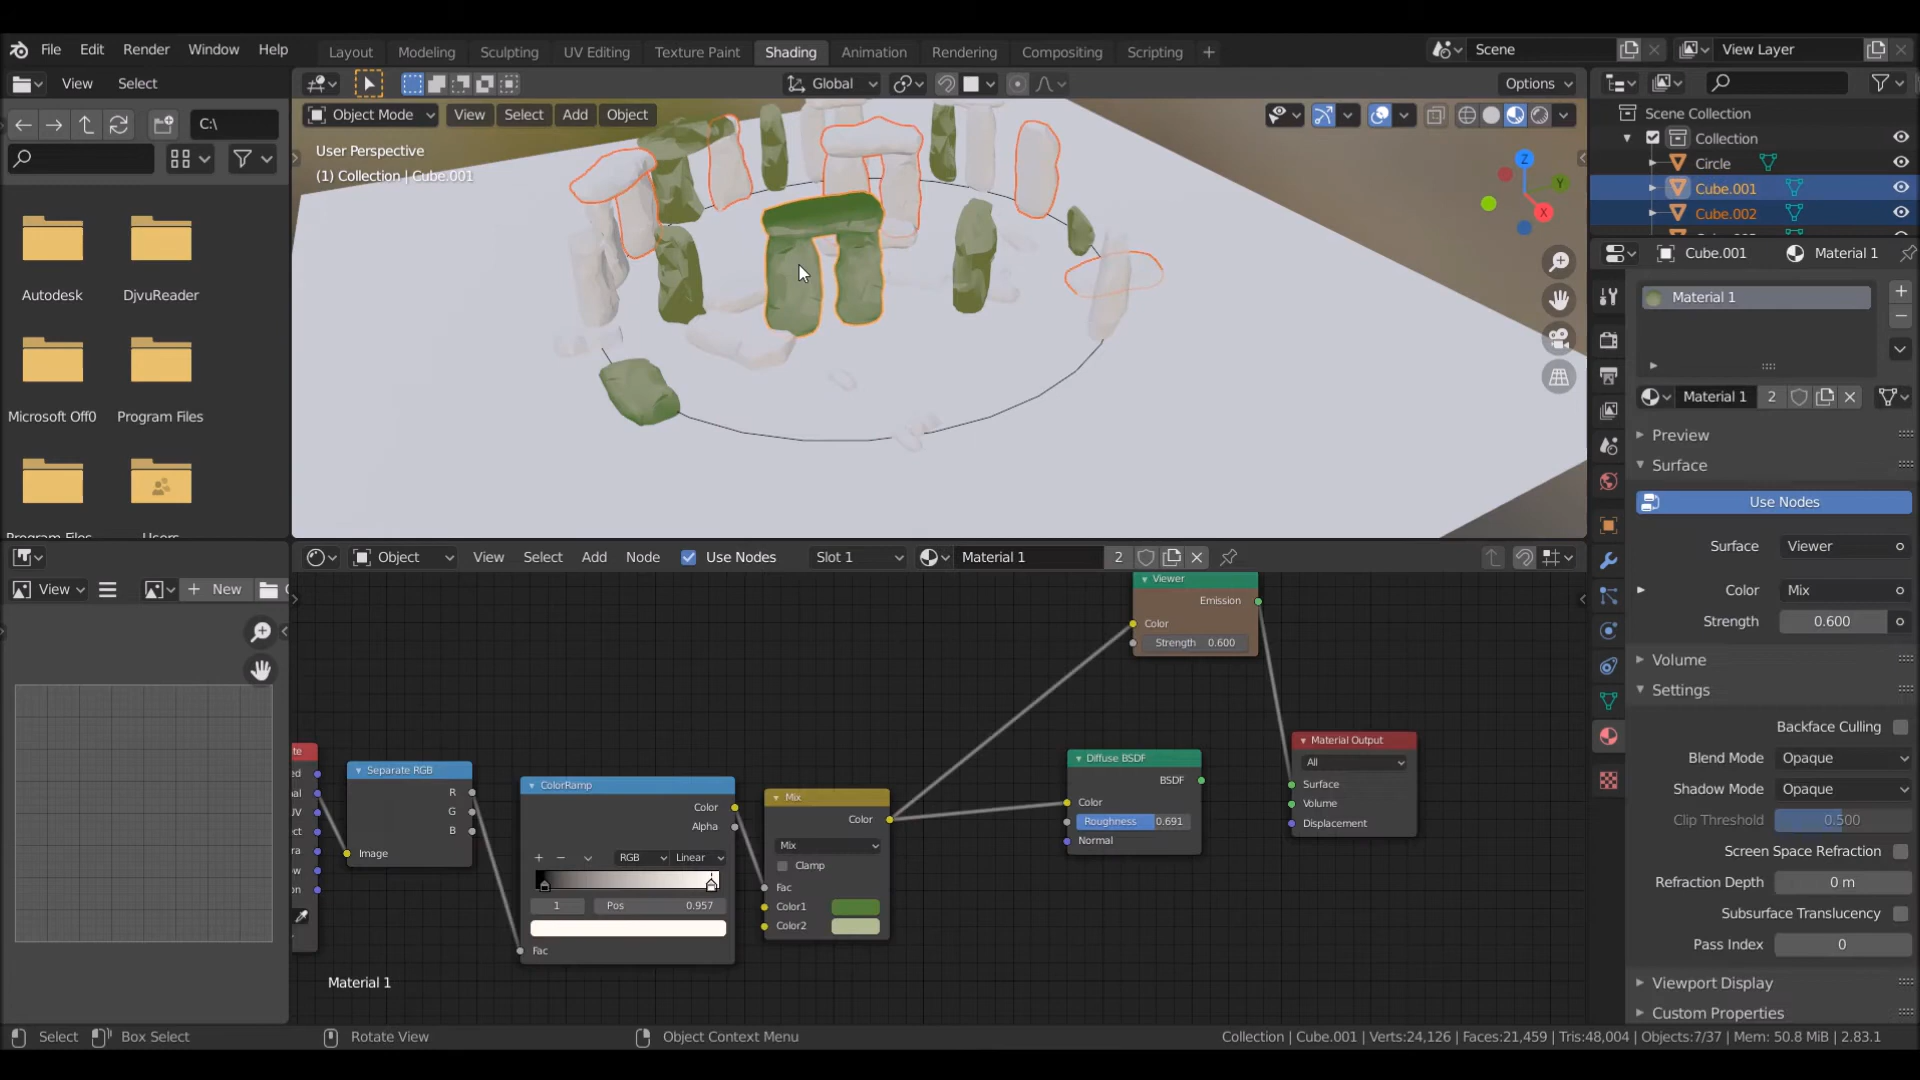 File Edit Render Window Help Layout Modeling Sculpting UV Editing Texture Paint Shading Animation Rendering Compositing Scripting + Scene View Layer
View Select Global Options
C:\
Object Mode View Select Add Object
User Perspective
(1) Collection | Cube.001
Z
Y
X
Autodesk DjvuReader
Microsoft Off0 Program Files
Scene Collection
Collection
Circle
Cube.001
Cube.002
Cube.001 Material 1
Material 1
Material 1 2
Preview
Surface
Use Nodes
Surface Viewer
Color Mix
Strength 0.600
Volume
Settings
Backface Culling
Blend Mode Opaque
Shadow Mode Opaque
Clip Threshold 0.500
Screen Space Refraction
Refraction Depth 0 m
Subsurface Translucency
Pass Index 0
Viewport Display
Custom Properties
View New
Object View Select Add Node Use Nodes Slot 1 Material 1 2
Viewer
Emission
Color
Strength 0.600
Separate RGB
R
G
B
Image
ColorRamp
Color
Alpha
RGB Linear
1 Pos 0.957
Fac
Mix
Color
Mix
Clamp
Fac
Color1
Color2
Diffuse BSDF
BSDF
Color
Roughness 0.691
Normal
Material Output
All
Surface
Volume
Displacement
Material 1
Select Box Select Rotate View Object Context Menu Collection | Cube.001 | Verts:24,126 | Faces:21,459 | Tris:48,004 | Objects:7/37 | Mem: 50.8 MiB | 2.83.1